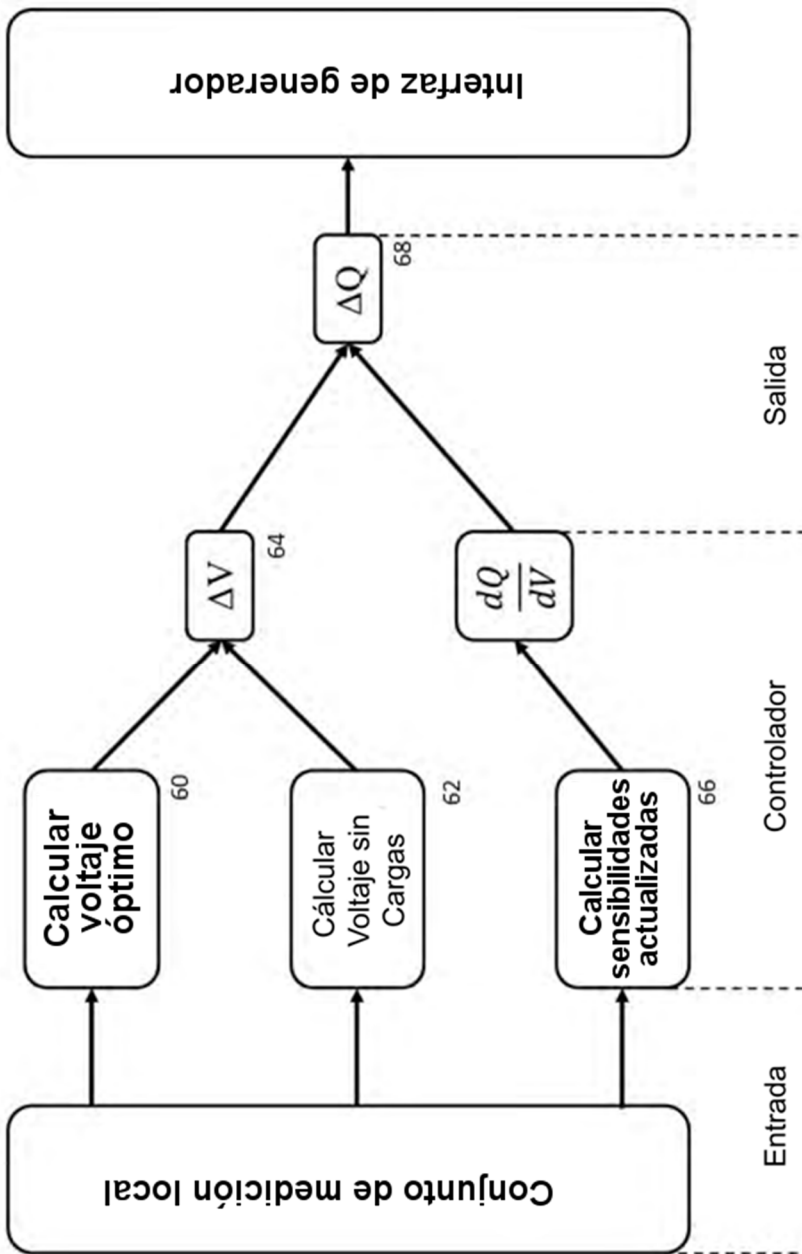 Conjunto de medición local
Calcular
voltaje
óptimo
60
Cálcular
Voltaje sin
Cargas
62
Calcular
sensibilidades
actualizadas
66
ΔV
64
dQ
dV
ΔQ
68
Interfaz de generador
Entrada
Controlador
Salida